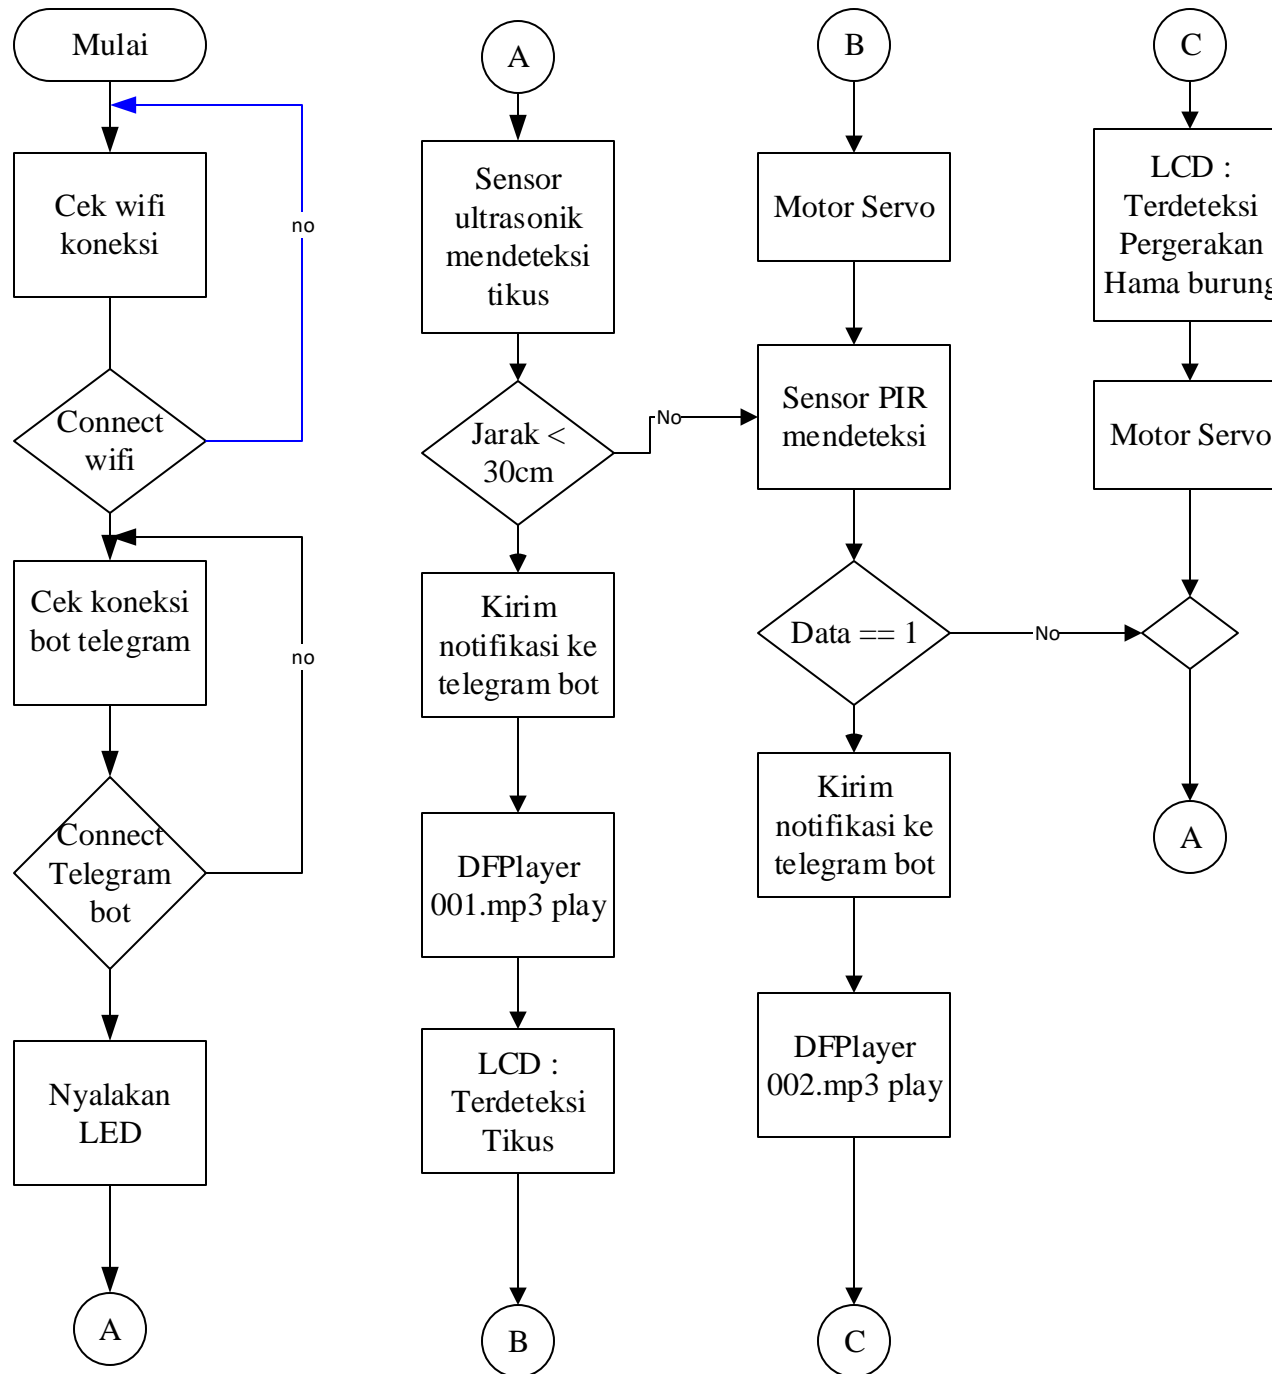 Mulai
Cek wifi
koneksi
no
Connect
wifi
Cek koneksi
bot telegram
no
Connect
Telegram
bot
Nyalakan
LED
A
A
Sensor
ultrasonik
mendeteksi
tikus
Jarak <
30cm
No
Kirim
notifikasi ke
telegram bot
DFPlayer
001.mp3 play
LCD :
Terdeteksi
Tikus
B
B
Motor Servo
Sensor PIR
mendeteksi
Data == 1
No
Kirim
notifikasi ke
telegram bot
DFPlayer
002.mp3 play
C
C
LCD :
Terdeteksi
Pergerakan
Hama burung
Motor Servo
A